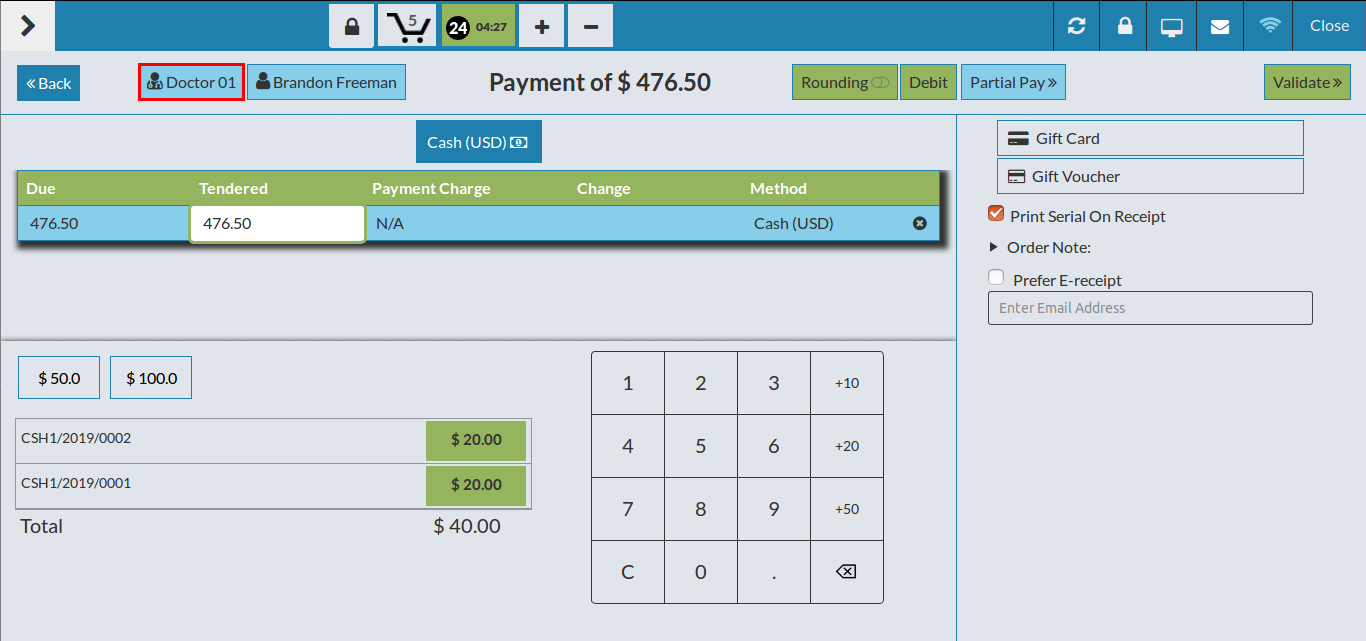 5
24 04:27
+
−
Close
«Back
Doctor 01
Brandon Freeman
Payment of $ 476.50
Rounding
Debit
Partial Pay»
Validate»
Cash (USD)
Due Tendered Payment Charge Change Method
476.50 476.50 N/A Cash (USD)
Gift Card
Gift Voucher
Print Serial On Receipt
Order Note:
Prefer E-receipt
Enter Email Address
$ 50.0 $ 100.0
CSH1/2019/0002 $ 20.00
CSH1/2019/0001 $ 20.00
Total $ 40.00
1 2 3 +10
4 5 6 +20
7 8 9 +50
C 0 .